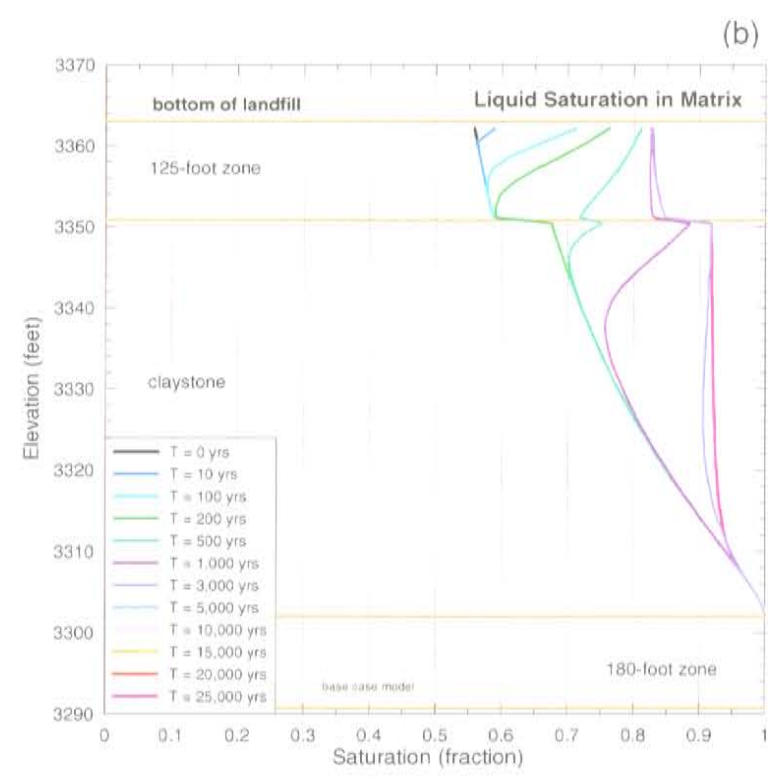 (b)
3370
bottom of landfill
Liquid Saturation in Matrix
3360
125-foot zone
3350
3340
Elevation (feet)
3330
claystone
3320
3310
3300
3290
T = 0 yrs
T = 10 yrs
T = 100 yrs
T = 200 yrs
T = 500 yrs
T = 1,000 yrs
T = 3,000 yrs
T = 5,000 yrs
T = 10,000 yrs
T = 15,000 yrs
T = 20,000 yrs
T = 25,000 yrs
180-foot zone
base case model
0 0.1 0.2 0.3 0.4 0.5 0.6 0.7 0.8 0.9 1
Saturation (fraction)